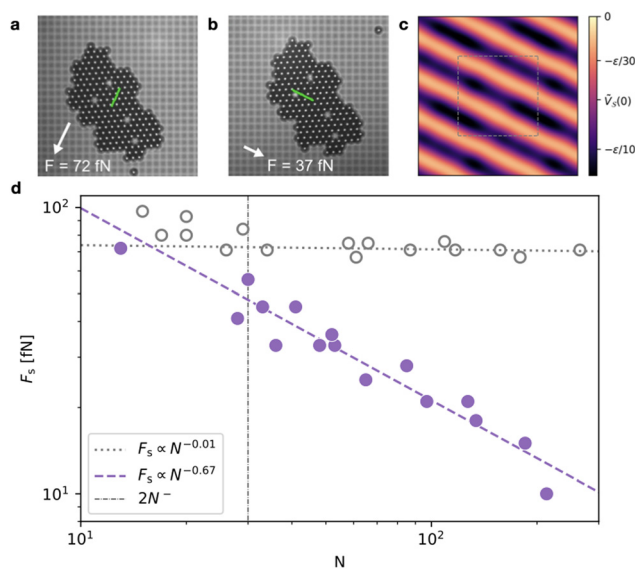 a
b
c
F = 72 fN
F = 37 fN
0
−ε/30
Ṽₛ(0)
−ε/10
d
10²
10¹
Fₛ [fN]
Fₛ ∝ N⁻⁰·⁰¹
Fₛ ∝ N⁻⁰·⁶⁷
2N⁻
10¹
10²
N